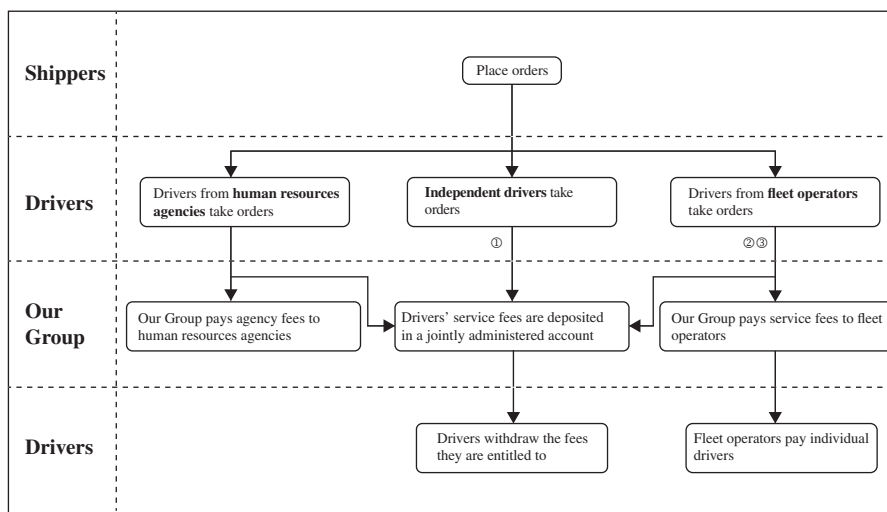 Shippers
Place orders
Drivers
Drivers from human resources
agencies take orders
Independent drivers take
orders
Drivers from fleet operators
take orders
①
②③
Our
Group
Our Group pays agency fees to
human resources agencies
Drivers’ service fees are deposited
in a jointly administered account
Our Group pays service fees to fleet
operators
Drivers
Drivers withdraw the fees
they are entitled to
Fleet operators pay individual
drivers